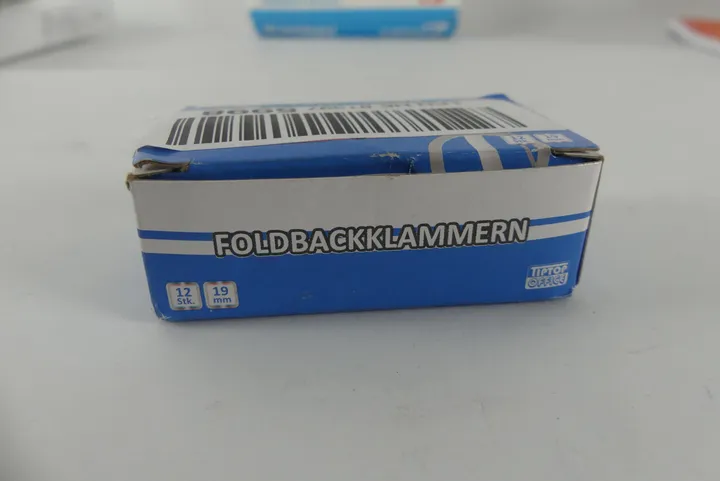 FOLDBACKKLAMMERN
12
Stk.
19
mm
TIPTOP
OFFICE